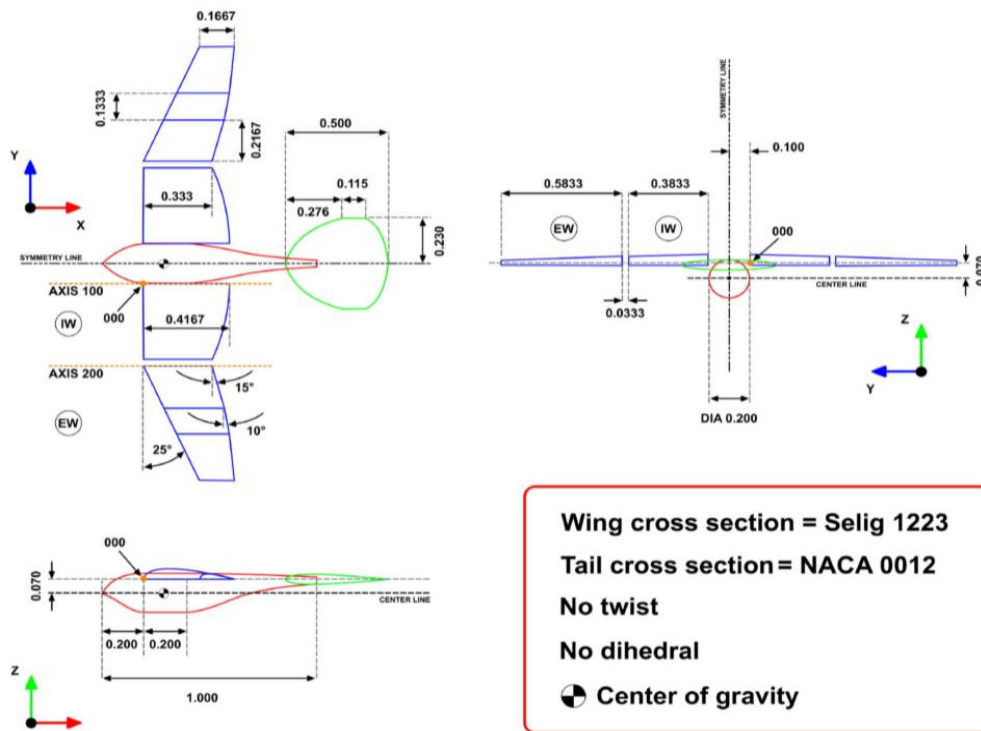 0.1667
0.1333
0.2167
Y
X
0.333
0.500
0.115
0.276
0.230
SYMMETRY LINE
AXIS 100
000
IW
0.4167
AXIS 200
15°
EW
10°
25°
SYMMETRY LINE
0.100
0.5833
0.3833
000
EW
IW
0.070
CENTER LINE
0.0333
Z
Y
DIA 0.200
000
0.070
CENTER LINE
0.200
0.200
Z
1.000
Wing cross section = Selig 1223
Tail cross section = NACA 0012
No twist
No dihedral
Center of gravity